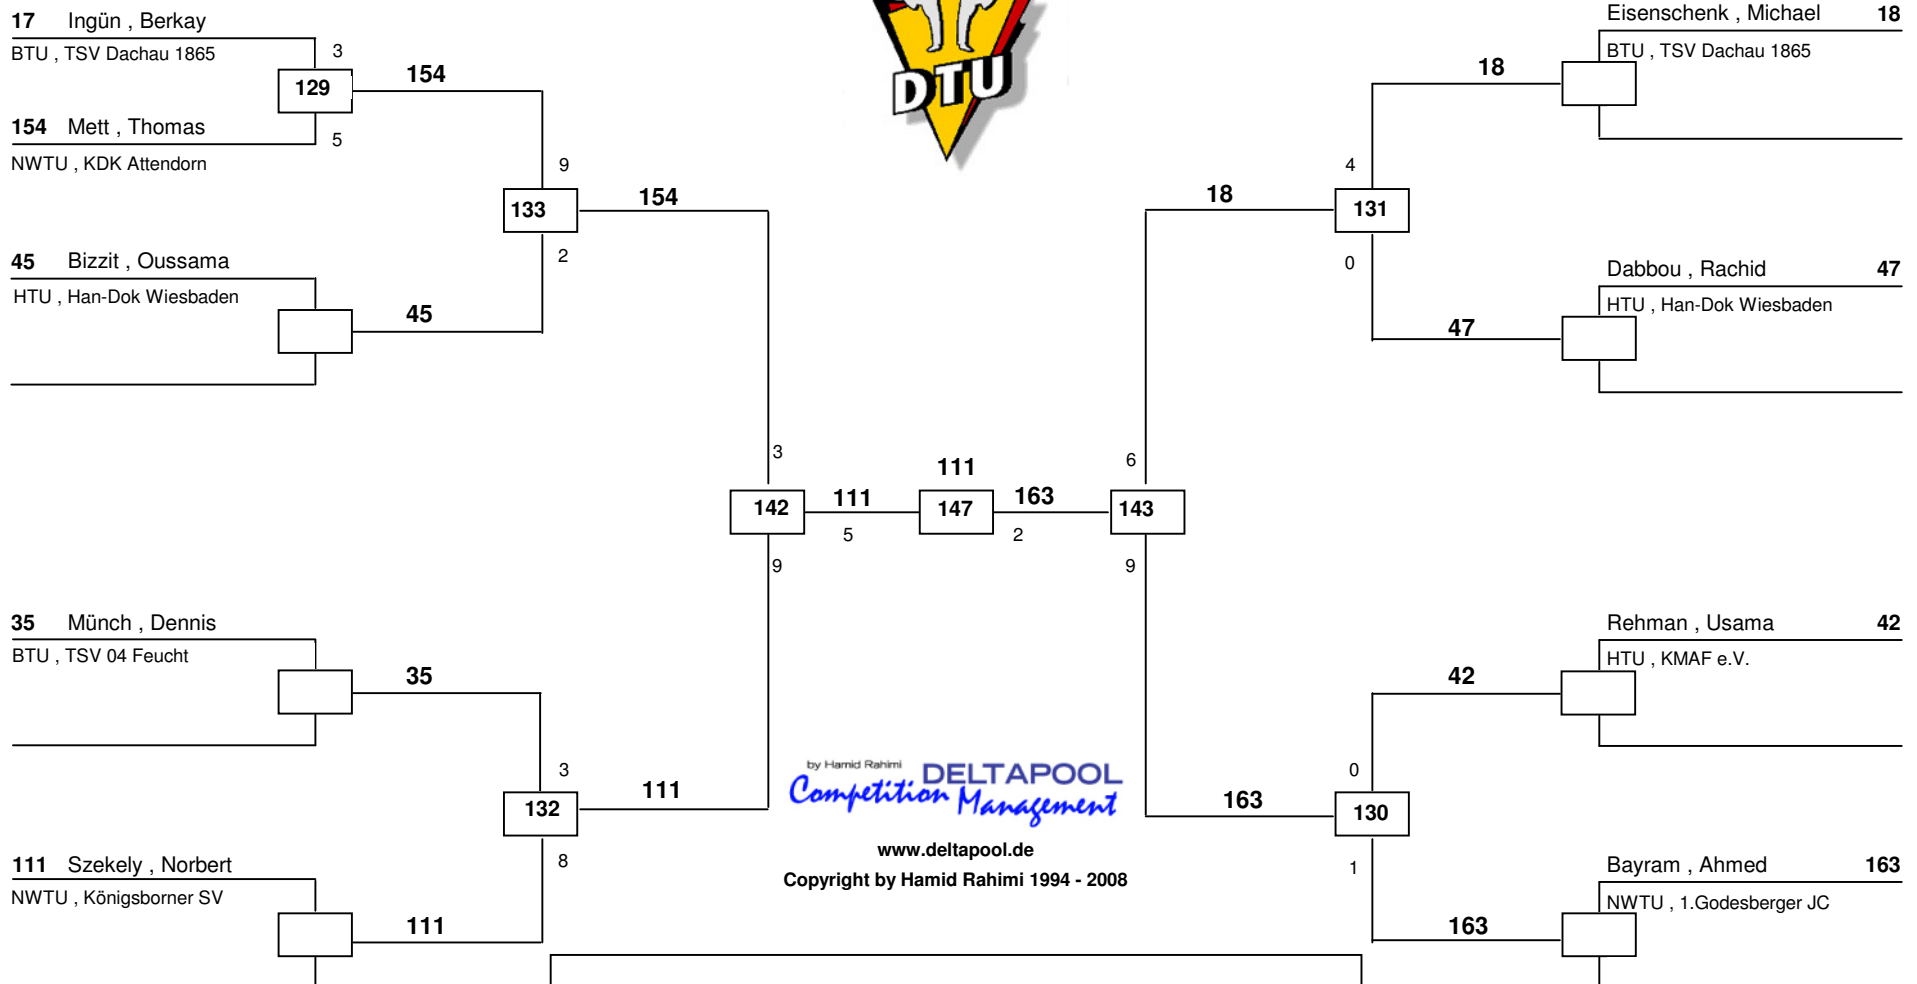 17 Ingün , Berkay
BTU , TSV Dachau 1865
3
129
154
154 Mett , Thomas
5
NWTU , KDK Attendorn
9
133
154
2
45 Bizzit , Oussama
HTU , Han-Dok Wiesbaden
45
DTU
Eisenschenk , Michael 18
BTU , TSV Dachau 1865
18
4
18
131
0
Dabbou , Rachid 47
HTU , Han-Dok Wiesbaden
47
3
142
111
5
9
111
147
163
2
6
143
9
35 Münch , Dennis
BTU , TSV 04 Feucht
35
3
132
111
8
111 Szekely , Norbert
NWTU , Königsborner SV
111
by Hamid Rahimi DELTAPOOL
Competition Management
www.deltapool.de
Copyright by Hamid Rahimi 1994 - 2008
Rehman , Usama 42
HTU , KMAF e.V.
42
0
163
130
1
Bayram , Ahmed 163
NWTU , 1.Godesberger JC
163